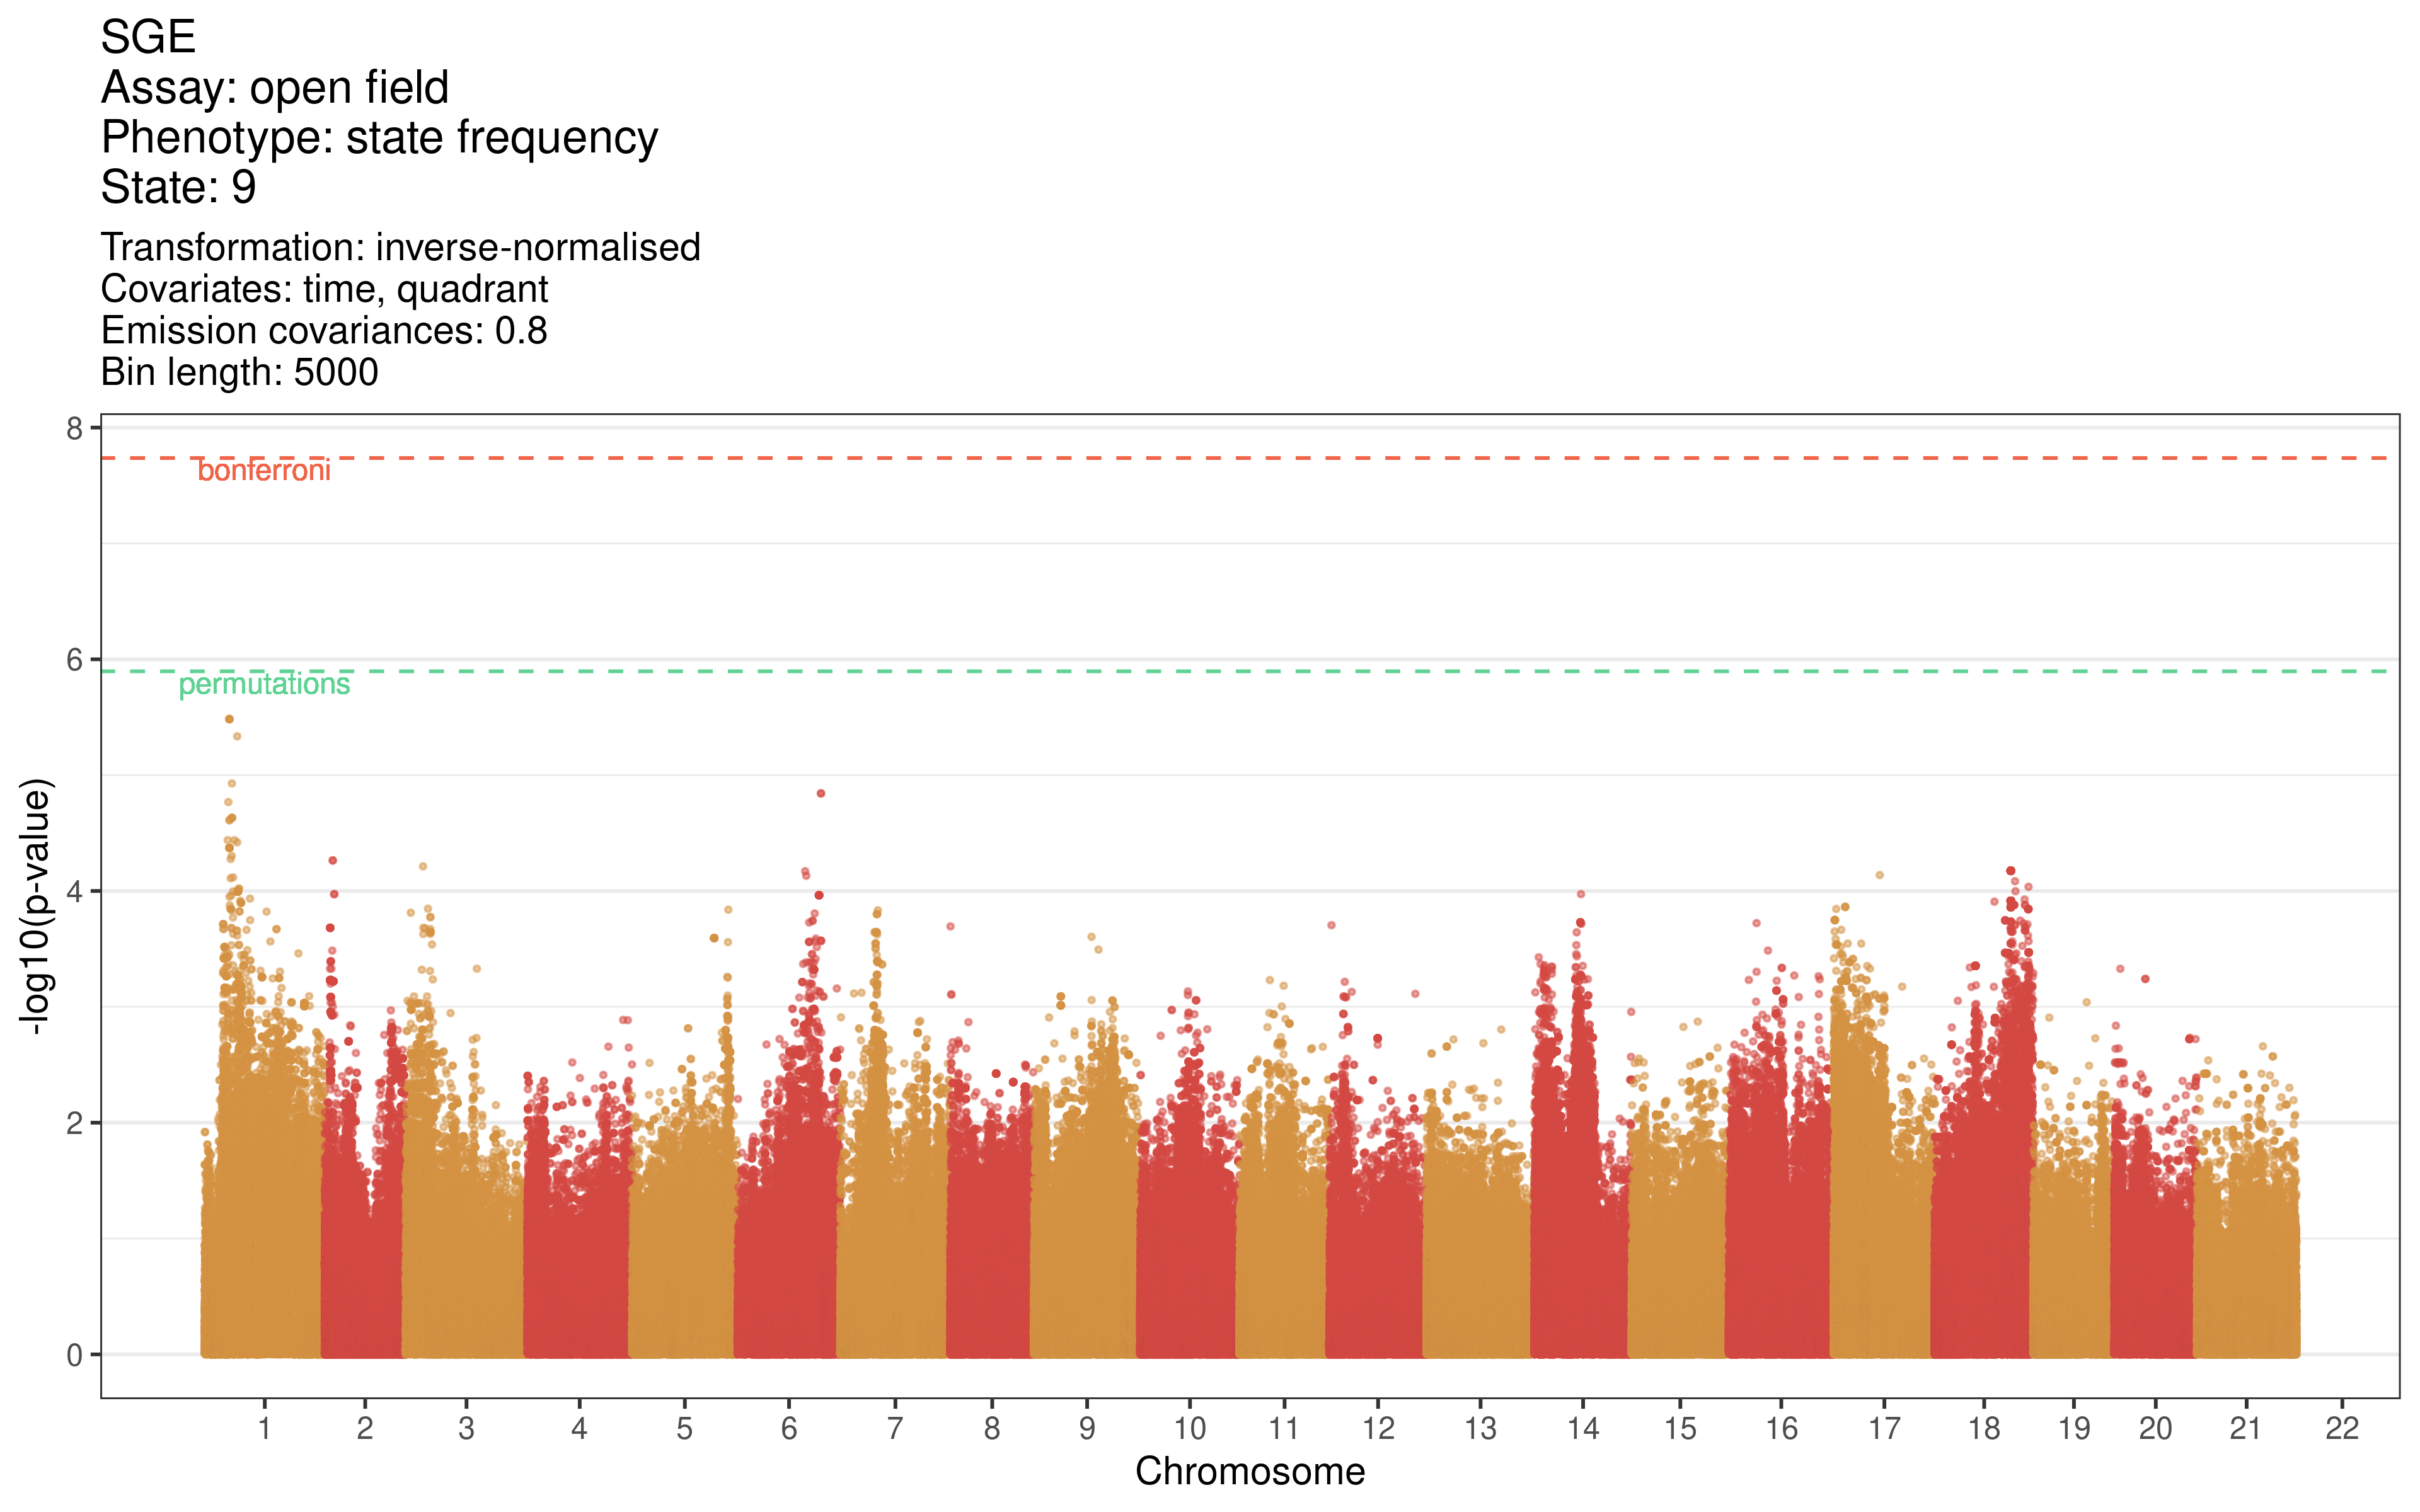 SGE
Assay: open field
Phenotype: state frequency
State: 9
Transformation: inverse-normalised
Covariates: time, quadrant
Emission covariances: 0.8
Bin length: 5000
8
bonferroni
6
permutations
4
2
0
-log10(p-value)
1 2 3 4 5 6 7 8 9 10 11 12 13 14 15 16 17 18 19 20 21 22
Chromosome